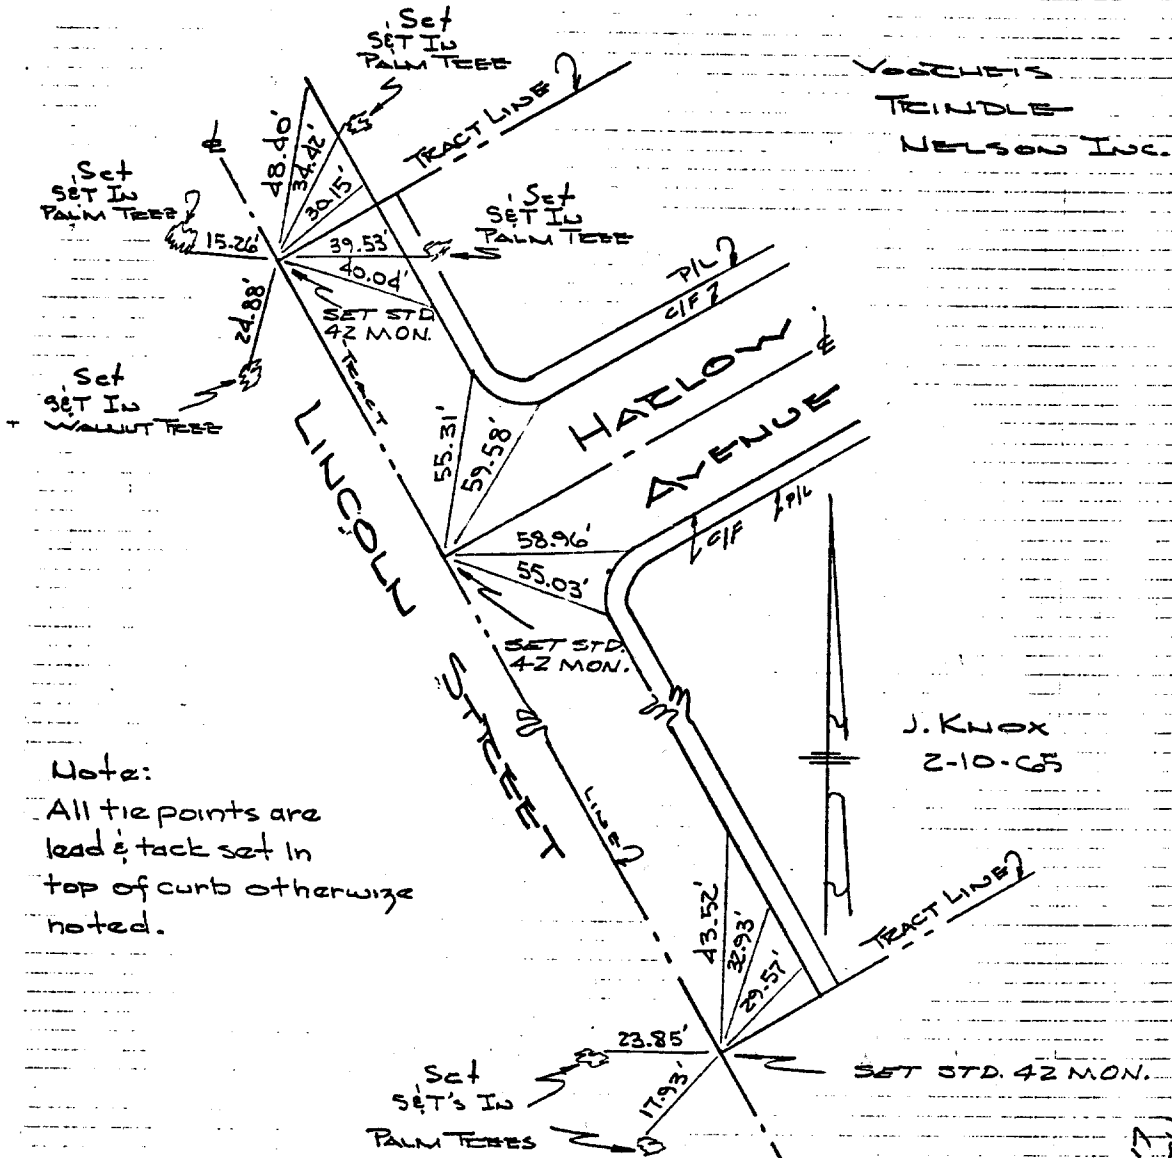 Set
S&T In
Palm Tree
Voorheis
Trindle
Nelson Inc.
Tract Line
℄
48.40'
34.42'
30.15'
Set
S&T In
Palm Tree
15.26'
39.53'
40.04'
Set
S&T In
Palm Tree
24.88'
SET STD.
42 MON.
P/L
C/F
Set
S&T In
Walnut Tree
TRACT
Harlow
Avenue
℄
55.31'
59.58'
Lincoln
Street
58.96'
55.03'
C/F
P/L
SET STD.
42 MON.
J. Knox
2-10-65
Note:
All tie points are
lead & tack set in
top of curb otherwize
noted.
LINE
43.52'
32.93'
29.57'
Tract Line
23.85'
17.93'
SET STD. 42 MON.
Set
S&T's In
Palm Trees